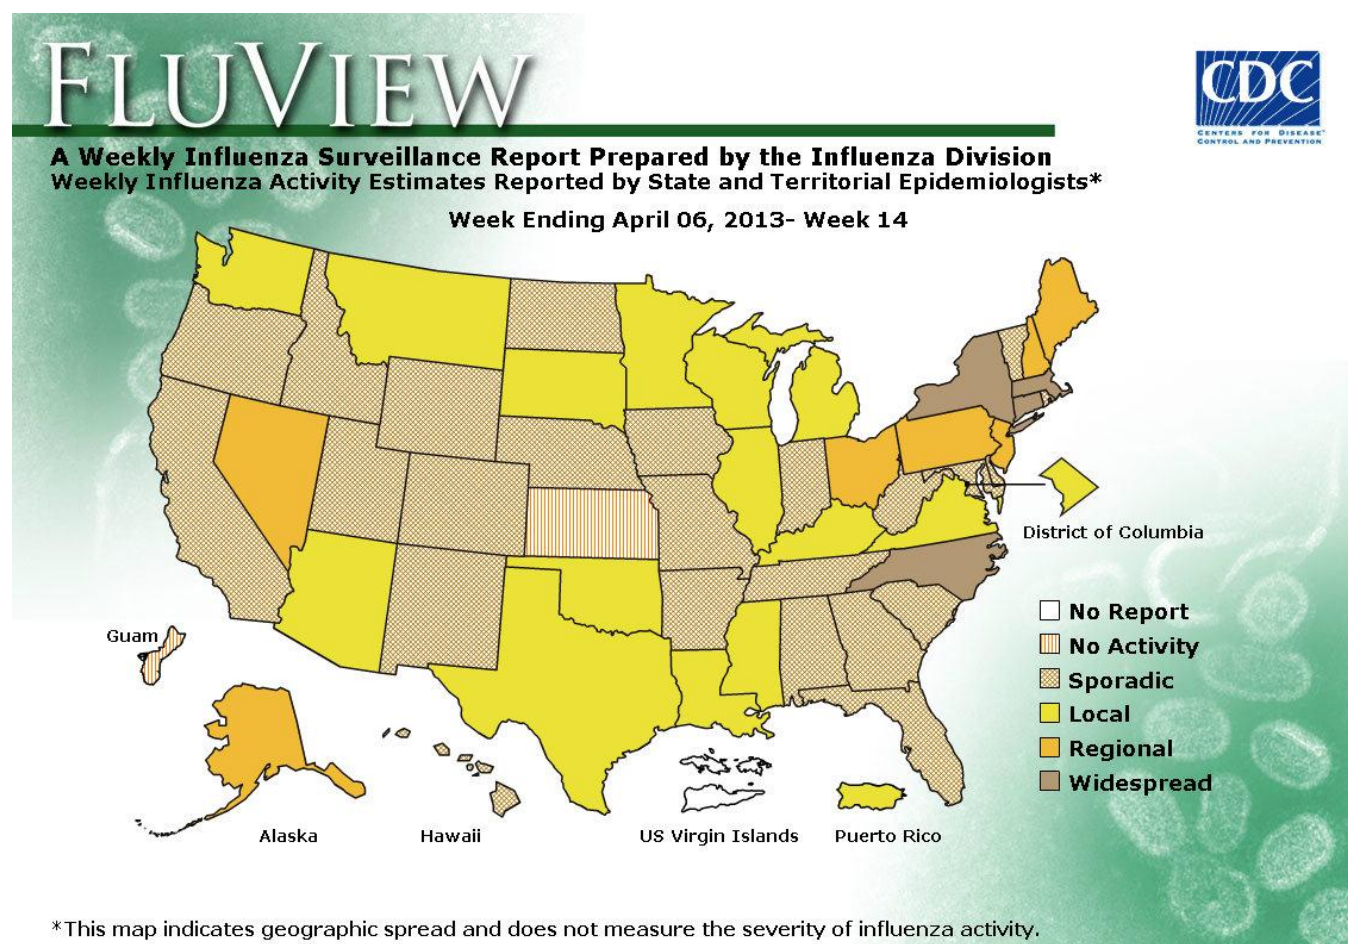 FLUVIEW
CDC
CENTERS FOR DISEASE
CONTROL AND PREVENTION
A Weekly Influenza Surveillance Report Prepared by the Influenza Division
Weekly Influenza Activity Estimates Reported by State and Territorial Epidemiologists*
Week Ending April 06, 2013- Week 14
District of Columbia
No Report
Guam
No Activity
Sporadic
Local
Regional
Widespread
Alaska
Hawaii
US Virgin Islands
Puerto Rico
*This map indicates geographic spread and does not measure the severity of influenza activity.